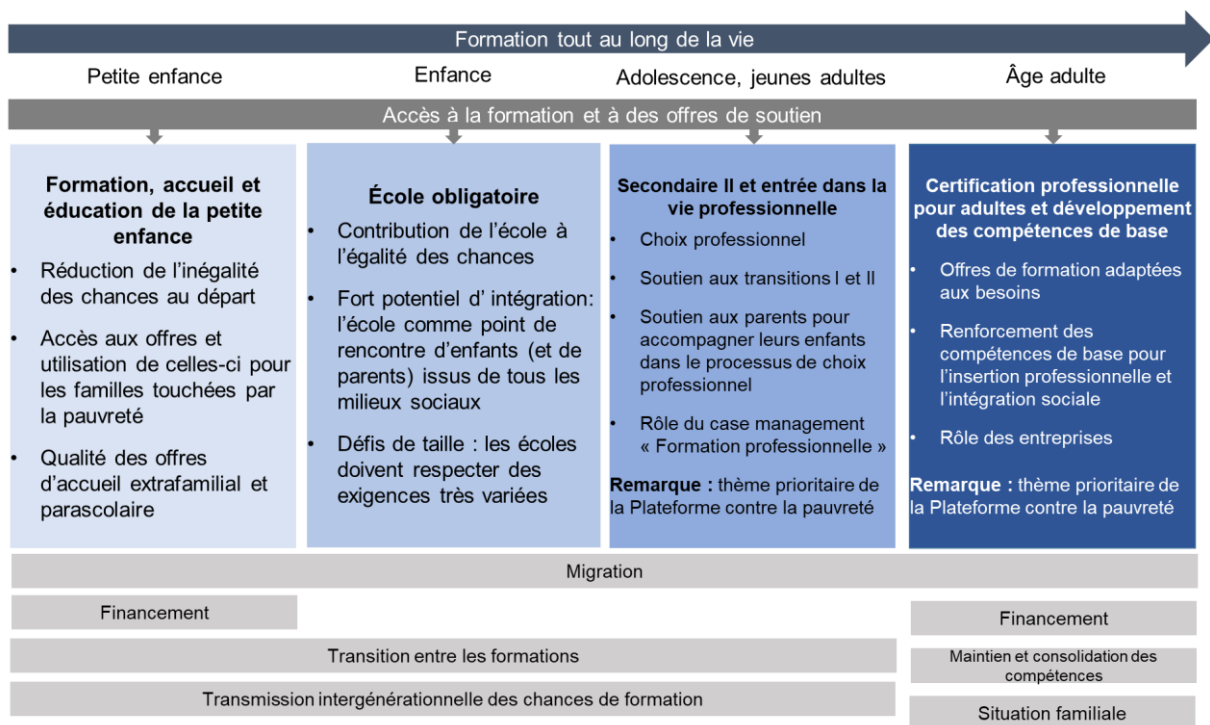 Formation tout au long de la vie
Petite enfance
Enfance
Adolescence, jeunes adultes
Âge adulte
Accès à la formation et à des offres de soutien
Formation, accueil et
éducation de la petite
enfance
• Réduction de l'inégalité
des chances au départ
• Accès aux offres et
utilisation de celles-ci pour
les familles touchées par
la pauvreté
• Qualité des offres
d'accueil extrafamilial et
parascolaire
École obligatoire
• Contribution de l'école à
l'égalité des chances
• Fort potentiel d' intégration:
l'école comme point de
rencontre d'enfants (et de
parents) issus de tous les
milieux sociaux
• Défis de taille : les écoles
doivent respecter des
exigences très variées
Secondaire II et entrée dans la
vie professionnelle
• Choix professionnel
• Soutien aux transitions I et II
• Soutien aux parents pour
accompagner leurs enfants
dans le processus de choix
professionnel
• Rôle du case management
« Formation professionnelle »
Remarque : thème prioritaire de
la Plateforme contre la pauvreté
Certification professionnelle
pour adultes et développement
des compétences de base
• Offres de formation adaptées
aux besoins
• Renforcement des
compétences de base pour
l'insertion professionnelle et
l'intégration sociale
• Rôle des entreprises
Remarque : thème prioritaire de
la Plateforme contre la pauvreté
Migration
Financement
Financement
Transition entre les formations
Maintien et consolidation des
compétences
Transmission intergénérationnelle des chances de formation
Situation familiale